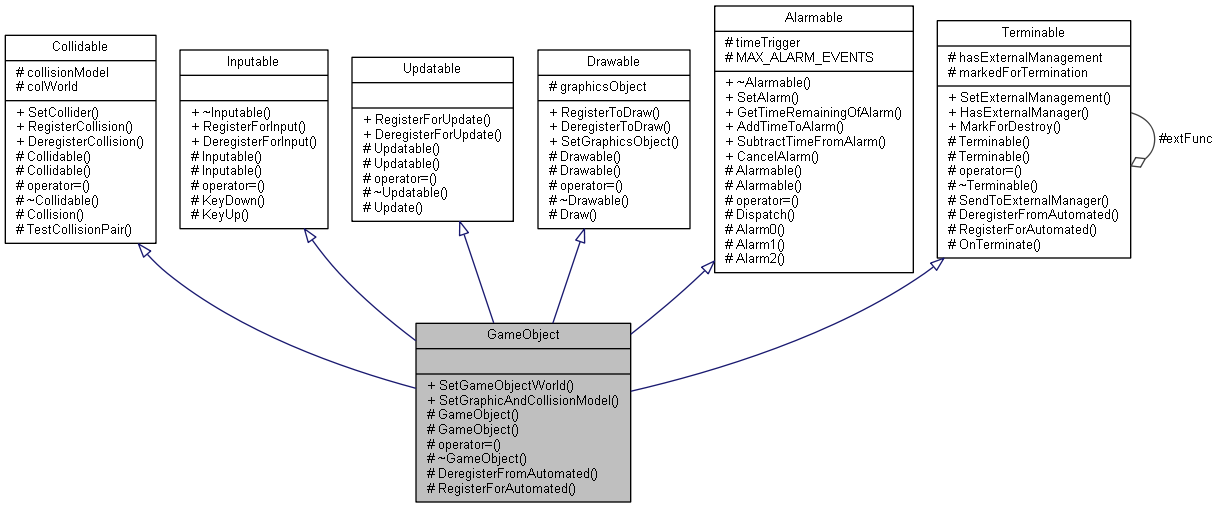 Collidable
# collisionModel
# colWorld
+ SetCollider()
+ RegisterCollision()
+ DeregisterCollision()
# Collidable()
# Collidable()
# operator=()
# ~Collidable()
# Collision()
# TestCollisionPair()
Inputable
+ ~Inputable()
+ RegisterForInput()
+ DeregisterForInput()
# Inputable()
# Inputable()
# operator=()
# KeyDown()
# KeyUp()
Updatable
+ RegisterForUpdate()
+ DeregisterForUpdate()
# Updatable()
# Updatable()
# operator=()
# ~Updatable()
# Update()
Drawable
# graphicsObject
+ RegisterToDraw()
+ DeregisterToDraw()
+ SetGraphicsObject()
# Drawable()
# Drawable()
# operator=()
# ~Drawable()
# Draw()
Alarmable
# timeTrigger
# MAX_ALARM_EVENTS
+ ~Alarmable()
+ SetAlarm()
+ GetTimeRemainingOfAlarm()
+ AddTimeToAlarm()
+ SubtractTimeFromAlarm()
+ CancelAlarm()
# Alarmable()
# Alarmable()
# operator=()
# Dispatch()
# Alarm0()
# Alarm1()
# Alarm2()
Terminable
# hasExternalManagement
# markedForTermination
+ SetExternalManagement()
+ HasExternalManager()
+ MarkForDestroy()
# Terminable()
# Terminable()
# operator=()
# ~Terminable()
# SendToExternalManager()
# DeregisterFromAutomated()
# RegisterForAutomated()
# OnTerminate()
#extFunc
GameObject
+ SetGameObjectWorld()
+ SetGraphicAndCollisionModel()
# GameObject()
# GameObject()
# operator=()
# ~GameObject()
# DeregisterFromAutomated()
# RegisterForAutomated()